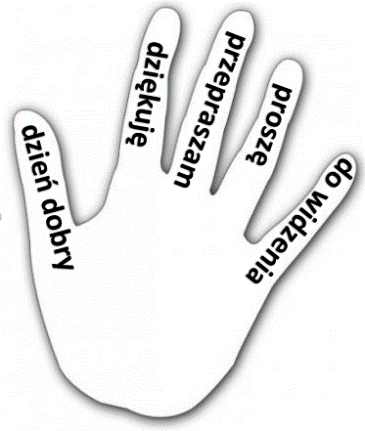 dzień dobry
dziękuję
przepraszam
proszę
do widzenia